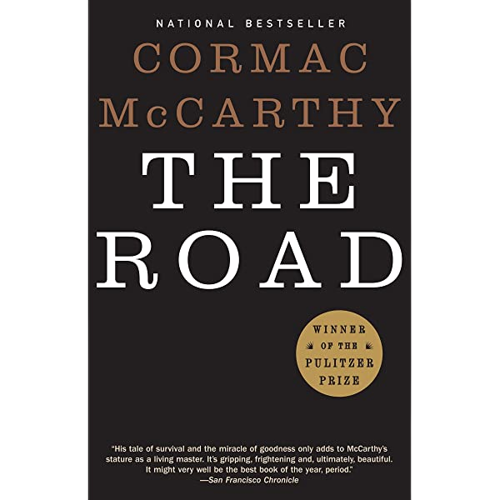 NATIONAL BESTSELLER
CORMAC
McCARTHY
THE
ROAD
WINNER
OF THE
PULITZER
PRIZE
“His tale of survival and the miracle of goodness only adds to McCarthy’s
stature as a living master. It’s gripping, frightening and, ultimately, beautiful.
It might very well be the best book of the year, period.”
—San Francisco Chronicle